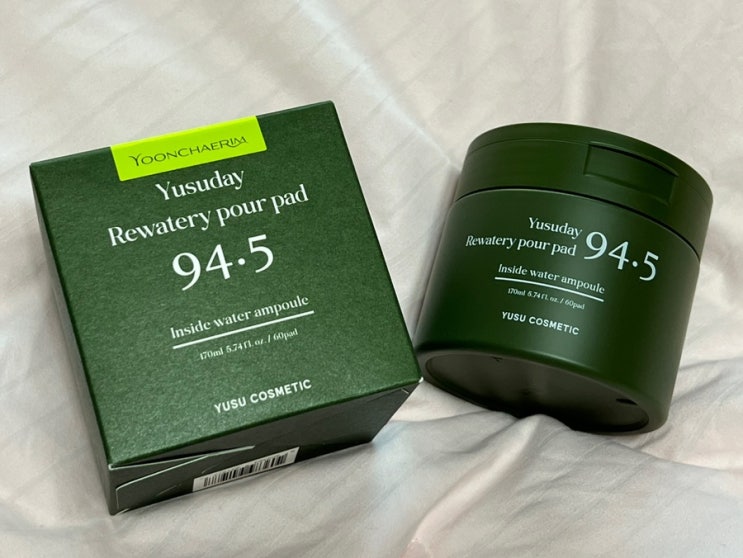 YOONCHAERIM
Yusuday
Rewatery pour pad
94.5
Inside water ampoule
170ml 5.74 fl. oz. / 60pad
YUSU COSMETIC
Yusuday
Rewatery pour pad
94.5
Inside water ampoule
170ml 5.74 fl. oz. / 60pad
YUSU COSMETIC